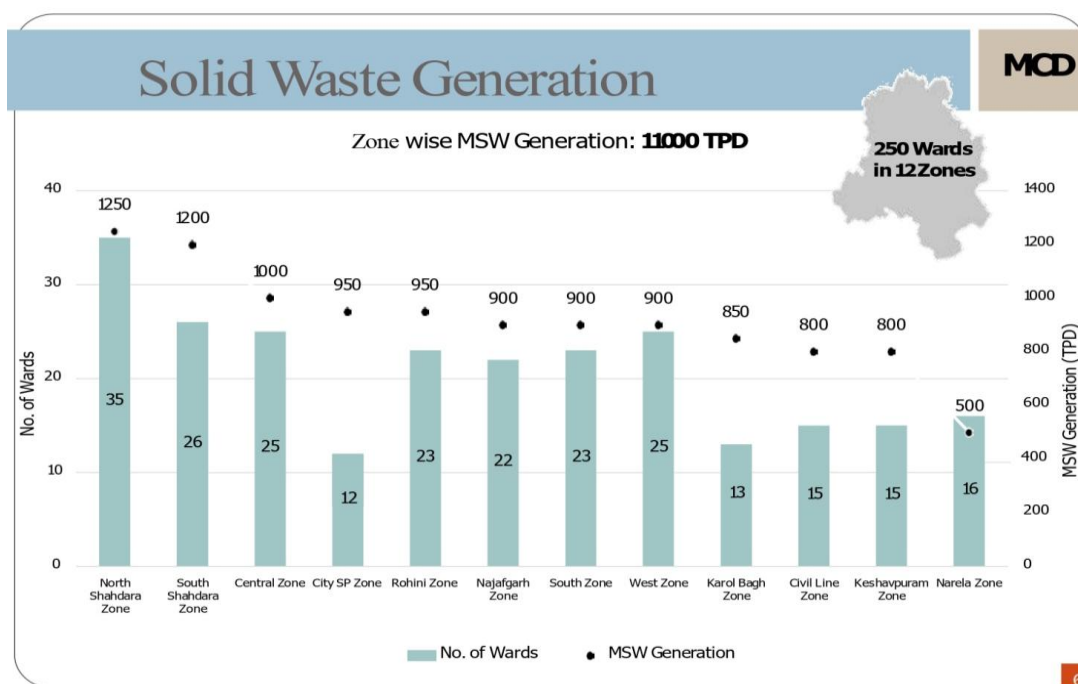 Solid Waste Generation
MCD
Zone wise MSW Generation: 11000 TPD
250 Wards
in 12 Zones
No. of Wards
40
30
20
10
0
1250
1200
1000
950
950
900
900
900
850
800
800
500
35
26
25
12
23
22
23
25
13
15
15
16
1400
1200
1000
800
600
400
200
0
MSW Generation (TPD)
North
Shahdara
Zone
South
Shahdara
Zone
Central Zone
City SP Zone
Rohini Zone
Najafgarh
Zone
South Zone
West Zone
Karol Bagh
Zone
Civil Line
Zone
Keshavpuram
Zone
Narela Zone
No. of Wards
MSW Generation
6